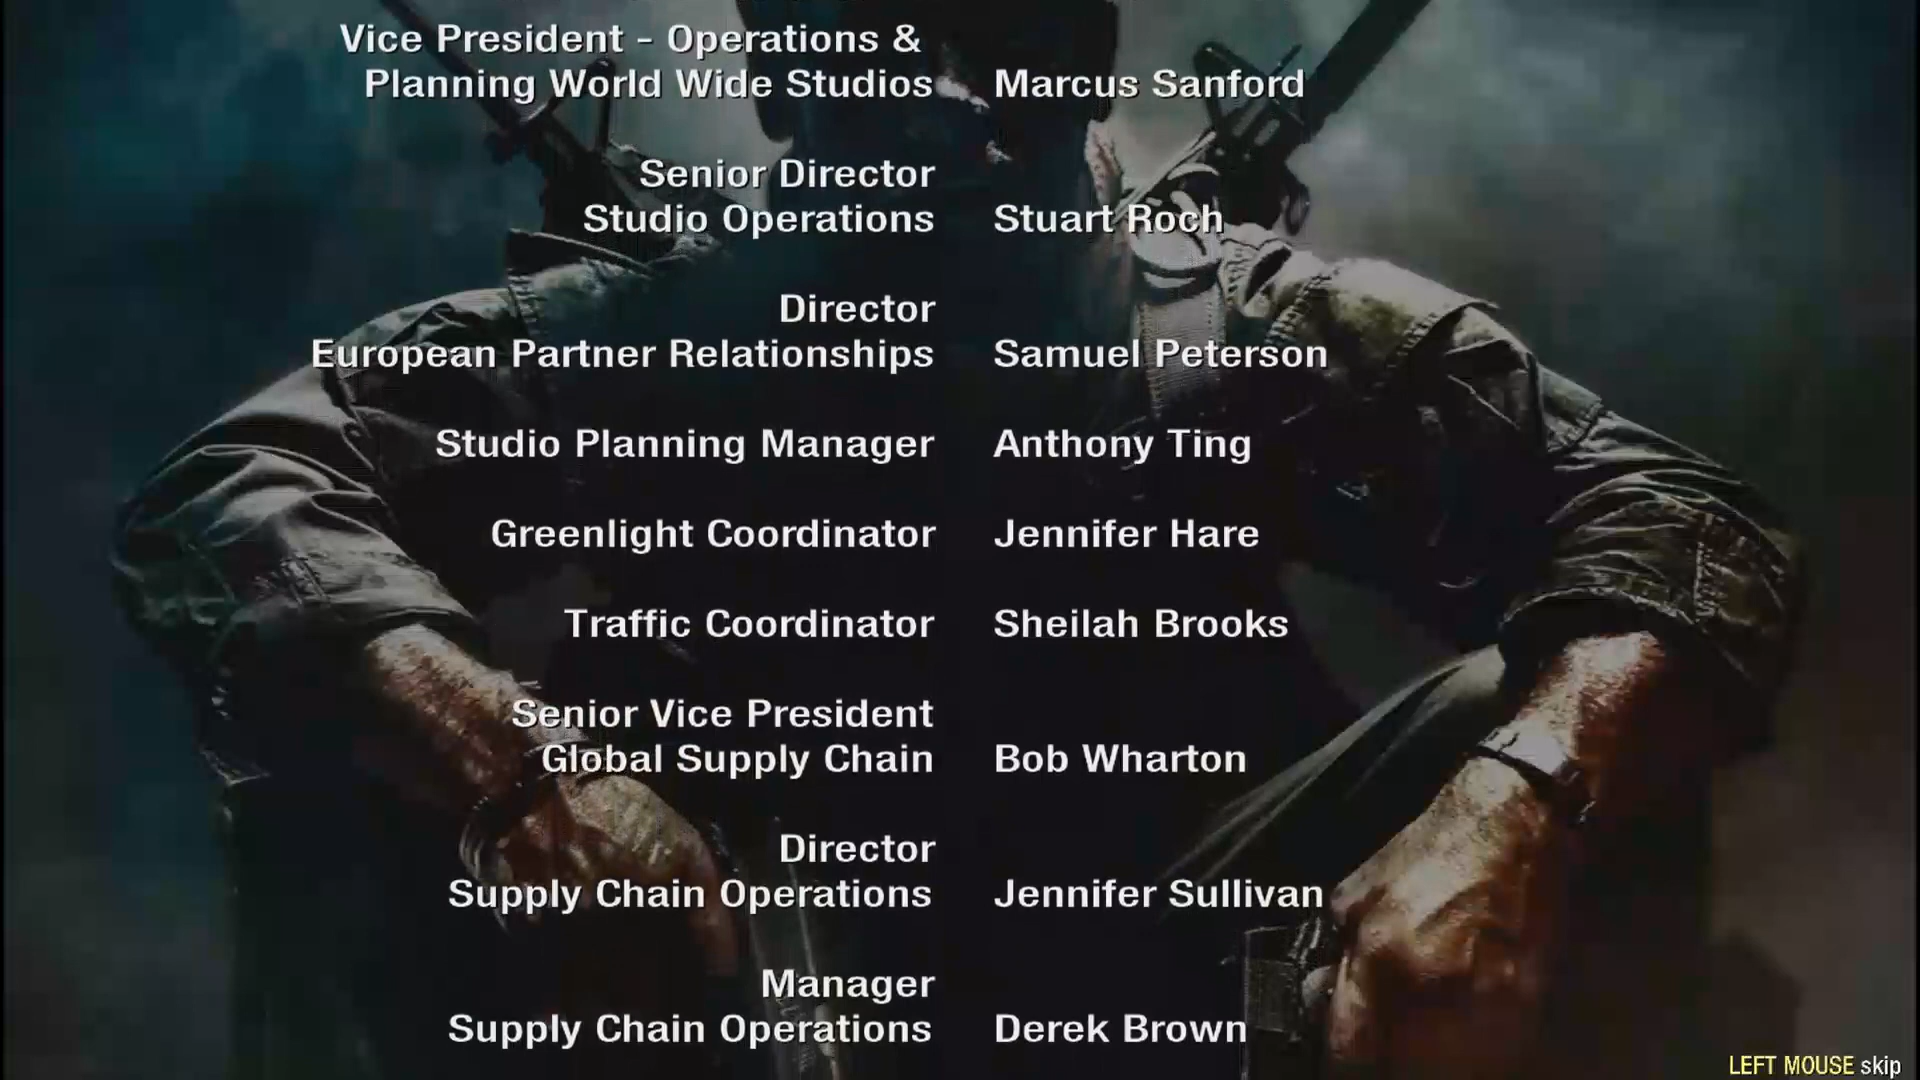 Vice President - Operations &
Planning World Wide Studios Marcus Sanford
Senior Director
Studio Operations Stuart Roch
Director
European Partner Relationships Samuel Peterson
Studio Planning Manager Anthony Ting
Greenlight Coordinator Jennifer Hare
Traffic Coordinator Sheilah Brooks
Senior Vice President
Global Supply Chain Bob Wharton
Director
Supply Chain Operations Jennifer Sullivan
Manager
Supply Chain Operations Derek Brown
LEFT MOUSE skip